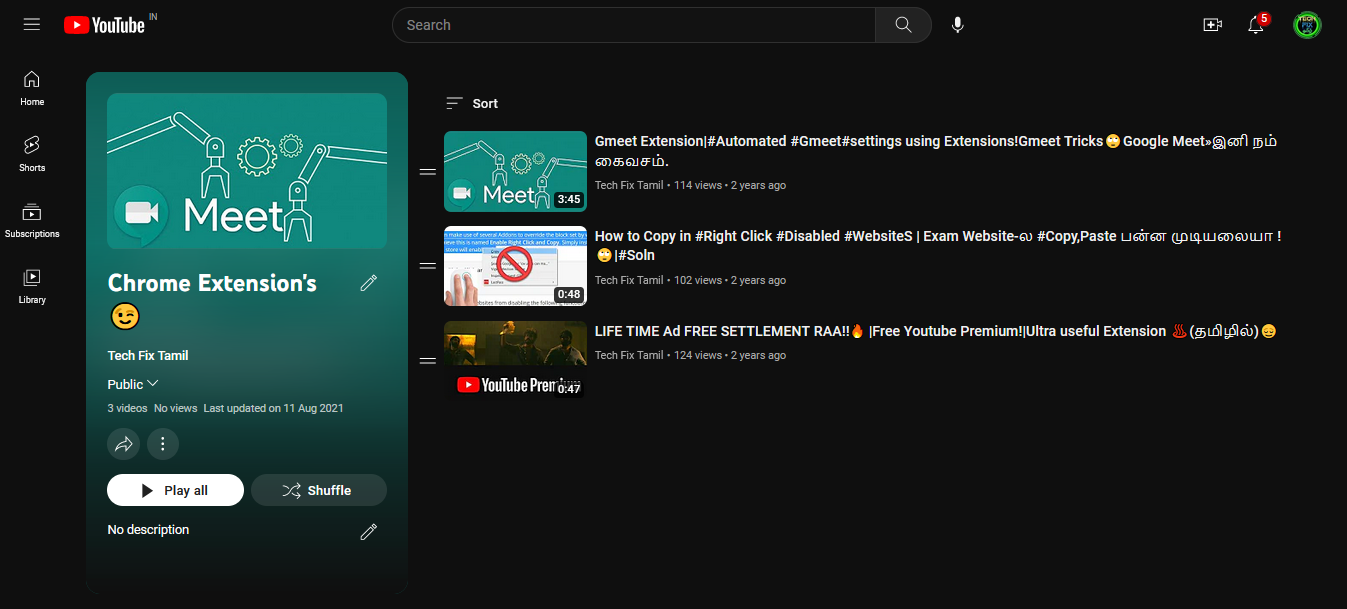 YouTube IN
Search
5
Home
Shorts
Subscriptions
Library
Meet
Chrome Extension's
😉
Tech Fix Tamil
Public
3 videos No views Last updated on 11 Aug 2021
Play all
Shuffle
No description
Sort
Meet
3:45
Gmeet Extension|#Automated #Gmeet#settings using Extensions!Gmeet Tricks🙄Google Meet»இனி நம்
கைவசம்.
Tech Fix Tamil • 114 views • 2 years ago
Enable Right Click and Copy
0:48
How to Copy in #Right Click #Disabled #WebsiteS | Exam Website-ல #Copy,Paste பன்ன முடியலையா !
🙄|#Soln
Tech Fix Tamil • 102 views • 2 years ago
YouTube Premium
0:47
LIFE TIME Ad FREE SETTLEMENT RAA!!🔥 |Free Youtube Premium!|Ultra useful Extension ♨(தமிழில்)😌
Tech Fix Tamil • 124 views • 2 years ago